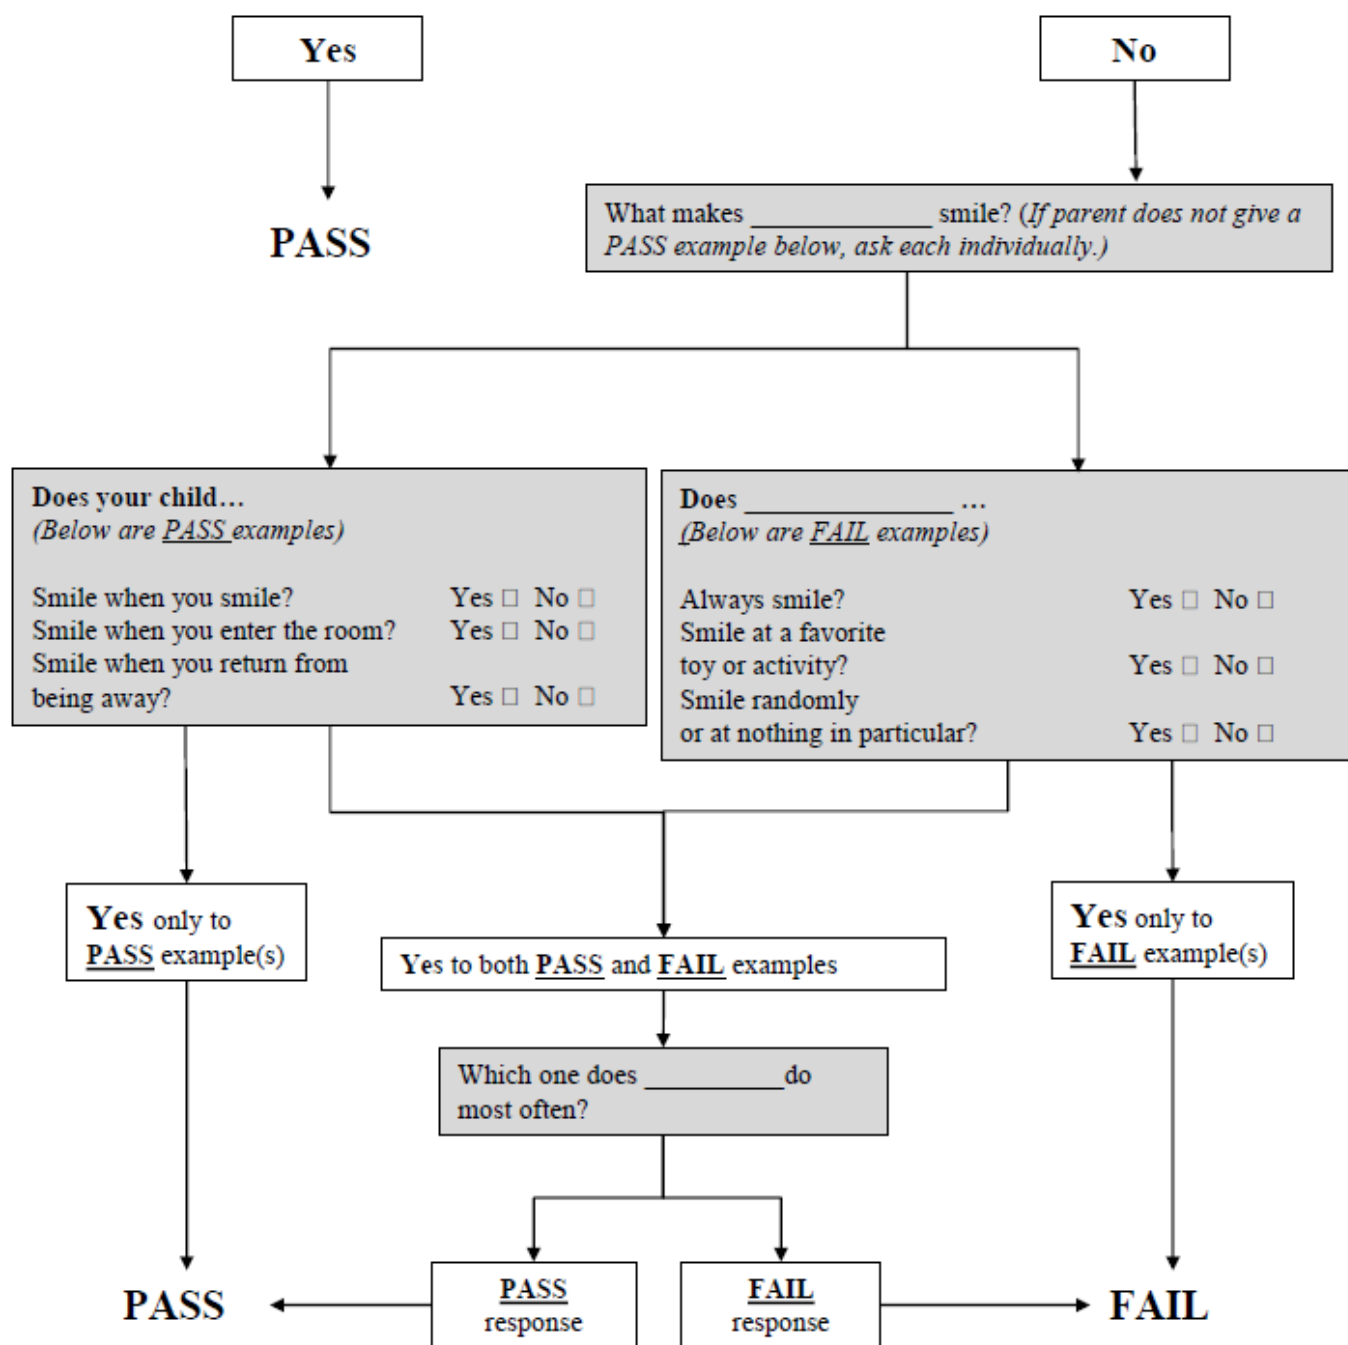 Yes
No
PASS
What makes ____________ smile? (If parent does not give a
PASS example below, ask each individually.)
Does your child…
(Below are PASS examples)
Smile when you smile? Yes □ No □
Smile when you enter the room? Yes □ No □
Smile when you return from
being away? Yes □ No □
Does _______________ …
(Below are FAIL examples)
Always smile? Yes □ No □
Smile at a favorite
toy or activity? Yes □ No □
Smile randomly
or at nothing in particular? Yes □ No □
Yes only to
PASS example(s)
Yes to both PASS and FAIL examples
Yes only to
FAIL example(s)
Which one does __________do
most often?
PASS
PASS
response
FAIL
response
FAIL